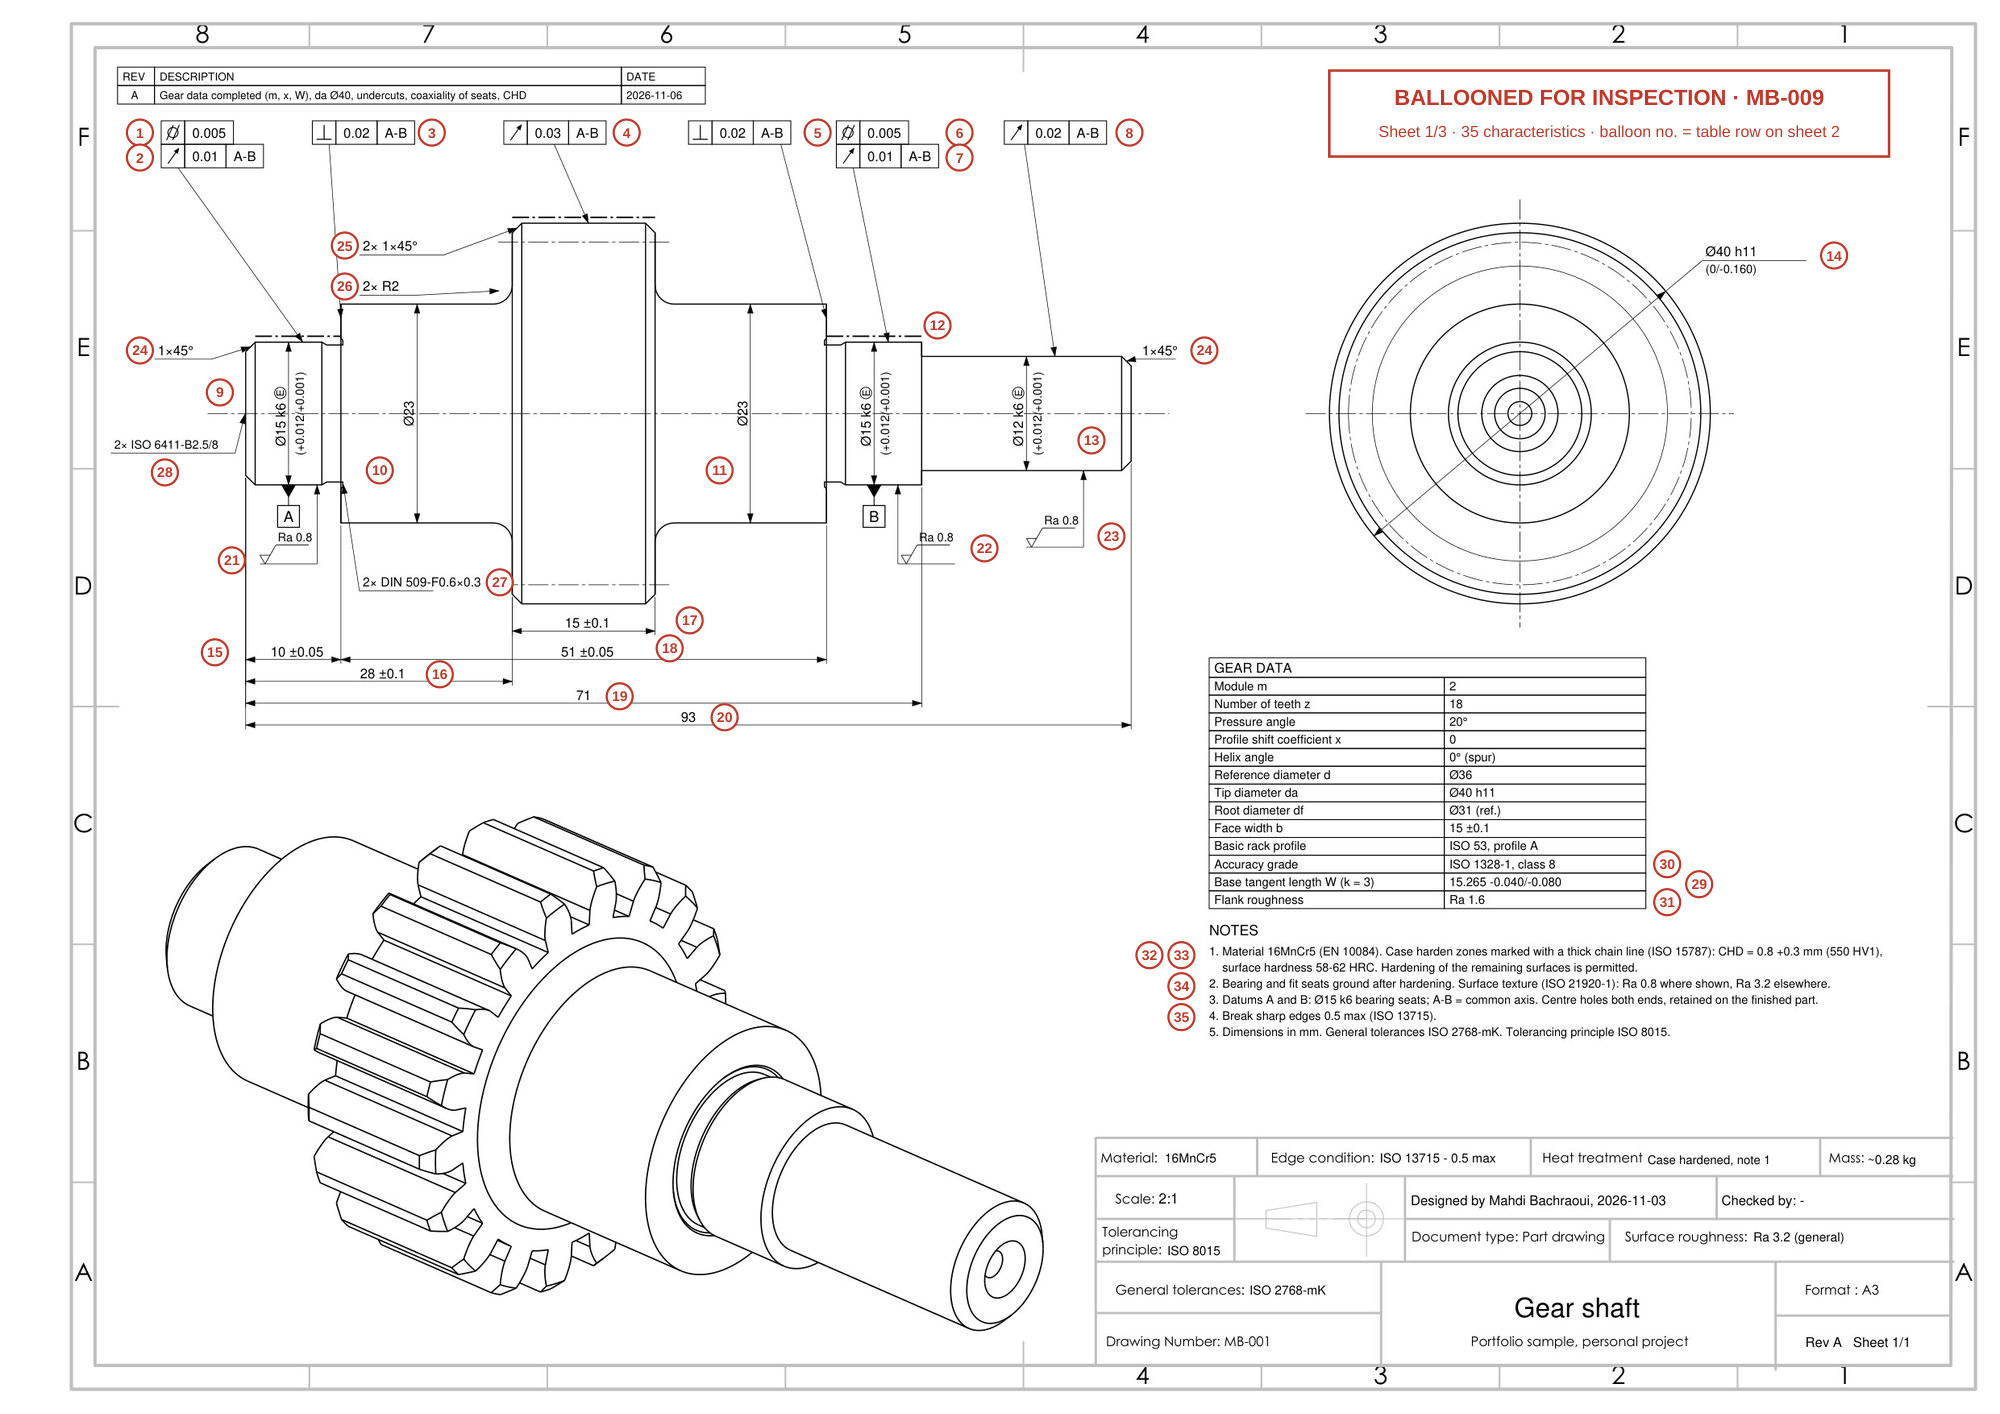 8 7 6 5 4 3 2 1
REV DESCRIPTION DATE
A Gear data completed (m, x, W), da Ø40, undercuts, coaxiality of seats, CHD 2026-11-06
BALLOONED FOR INSPECTION · MB-009
Sheet 1/3 · 35 characteristics · balloon no. = table row on sheet 2
F F
1 ⌭ 0.005
2 ↗ 0.01 A-B
⊥ 0.02 A-B 3
↗ 0.03 A-B 4
⊥ 0.02 A-B 5
⌭ 0.005 6
↗ 0.01 A-B 7
↗ 0.02 A-B 8
25 2× 1×45°
26 2× R2
Ø40 h11 14
(0/-0.160)
12
E E
24 1×45°
1×45° 24
9
Ø15 k6 Ⓔ
(+0.012/+0.001)
Ø23
Ø23
Ø15 k6 Ⓔ
(+0.012/+0.001)
Ø12 k6 Ⓔ
(+0.012/+0.001)
13
2× ISO 6411-B2.5/8
28
10
11
A
B
21 Ra 0.8
Ra 0.8 22
Ra 0.8 23
2× DIN 509-F0.6×0.3 27
D D
15 ±0.1 17
15 10 ±0.05
51 ±0.05 18
28 ±0.1 16
71 19
93 20
GEAR DATA
Module m 2
Number of teeth z 18
Pressure angle 20°
Profile shift coefficient x 0
Helix angle 0° (spur)
Reference diameter d Ø36
Tip diameter da Ø40 h11
Root diameter df Ø31 (ref.)
Face width b 15 ±0.1
Basic rack profile ISO 53, profile A
Accuracy grade ISO 1328-1, class 8 30
Base tangent length W (k = 3) 15.265 -0.040/-0.080 29
Flank roughness Ra 1.6 31
C C
NOTES
32 33 1. Material 16MnCr5 (EN 10084). Case harden zones marked with a thick chain line (ISO 15787): CHD = 0.8 +0.3 mm (550 HV1),
surface hardness 58-62 HRC. Hardening of the remaining surfaces is permitted.
34 2. Bearing and fit seats ground after hardening. Surface texture (ISO 21920-1): Ra 0.8 where shown, Ra 3.2 elsewhere.
3. Datums A and B: Ø15 k6 bearing seats; A-B = common axis. Centre holes both ends, retained on the finished part.
35 4. Break sharp edges 0.5 max (ISO 13715).
5. Dimensions in mm. General tolerances ISO 2768-mK. Tolerancing principle ISO 8015.
B B
Material: 16MnCr5 Edge condition: ISO 13715 - 0.5 max Heat treatment Case hardened, note 1 Mass: ~0.28 kg
Scale: 2:1 Designed by Mahdi Bachraoui, 2026-11-03 Checked by: -
Tolerancing
principle: ISO 8015 Document type: Part drawing Surface roughness: Ra 3.2 (general)
A A
General tolerances: ISO 2768-mK Gear shaft Format : A3
Drawing Number: MB-001 Portfolio sample, personal project Rev A Sheet 1/1
4 3 2 1